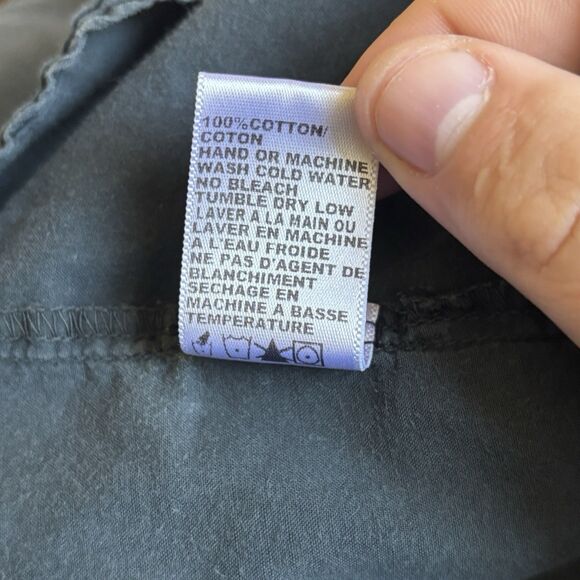 100%COTTON/
COTON
HAND OR MACHINE
WASH COLD WATER
NO BLEACH
TUMBLE DRY LOW
LAVER A LA MAIN OU
LAVER EN MACHINE
A L'EAU FROIDE
NE PAS D'AGENT DE
BLANCHIMENT
SECHAGE EN
MACHINE A BASSE
TEMPERATURE